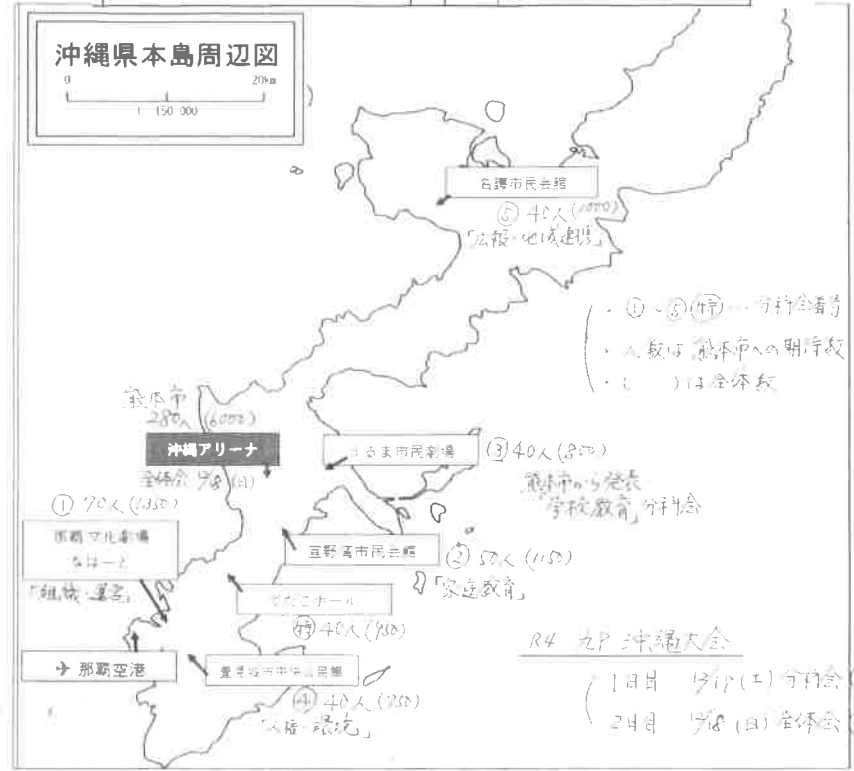 沖縄県本島周辺図
0 20km
1 150 000
名護市民会館
⑤ 40人(1000)
「広報・地域連携」
・①~⑤(特)…分科会番号
・人数は熊本市への期待数
・( )は全体数
熊本市
280人(6000)
沖縄アリーナ
全体会 12/18(日)
うるま市民劇場
③ 40人(800)
熊本市から発表
「学校教育」分科会
① 70人(1350)
那覇文化劇場
なはーと
「組織・運営」
宜野湾市民会館
② 50人(1150)
「家庭教育」
てだこホール
特 40人(950)
那覇空港
豊見城市中央公民館
④ 40人(750)
「人権・環境」
R4 九P 沖縄大会
1日目 12/17(土)分科会
2日目 12/18(日)全体会